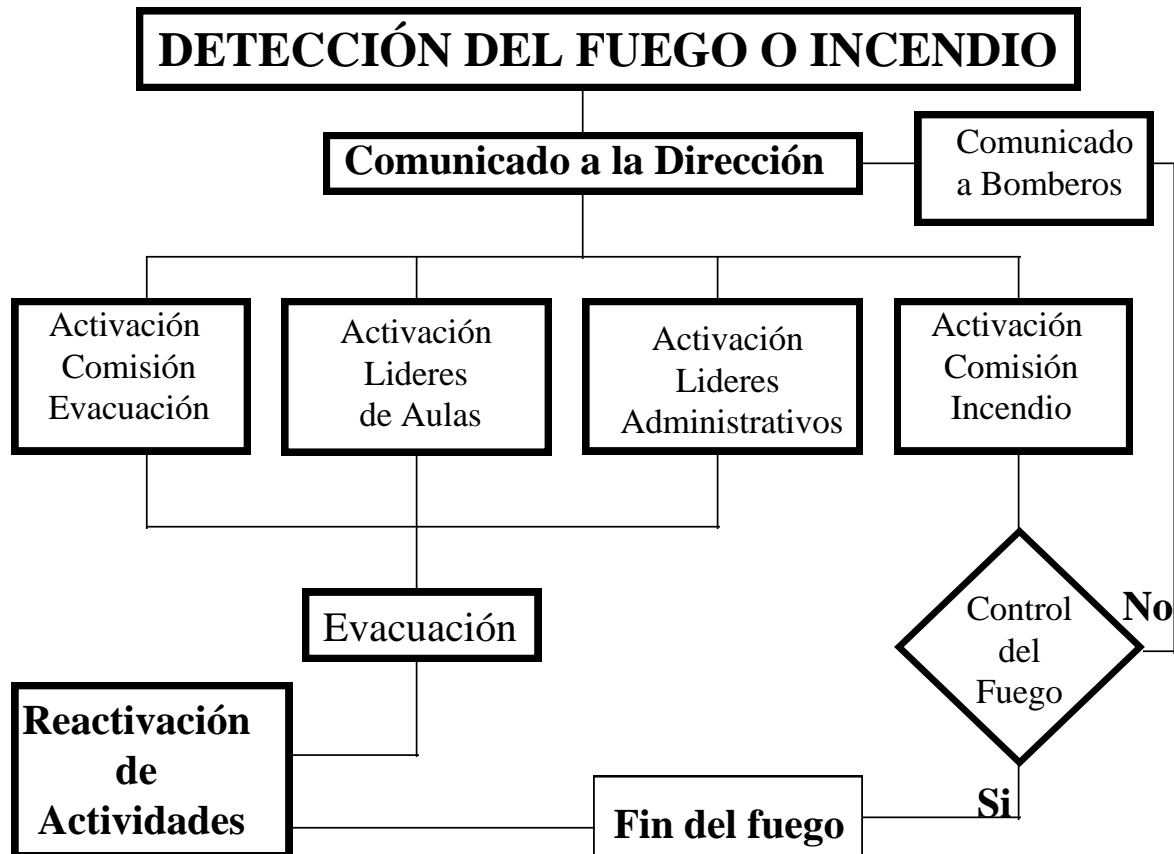 DETECCIÓN DEL FUEGO O INCENDIO
Comunicado a la Dirección
Comunicado
a Bomberos
Activación
Comisión
Evacuación
Activación
Lideres
de Aulas
Activación
Lideres
Administrativos
Activación
Comisión
Incendio
Control
del
Fuego
No
Si
Evacuación
Reactivación
de
Actividades
Fin del fuego